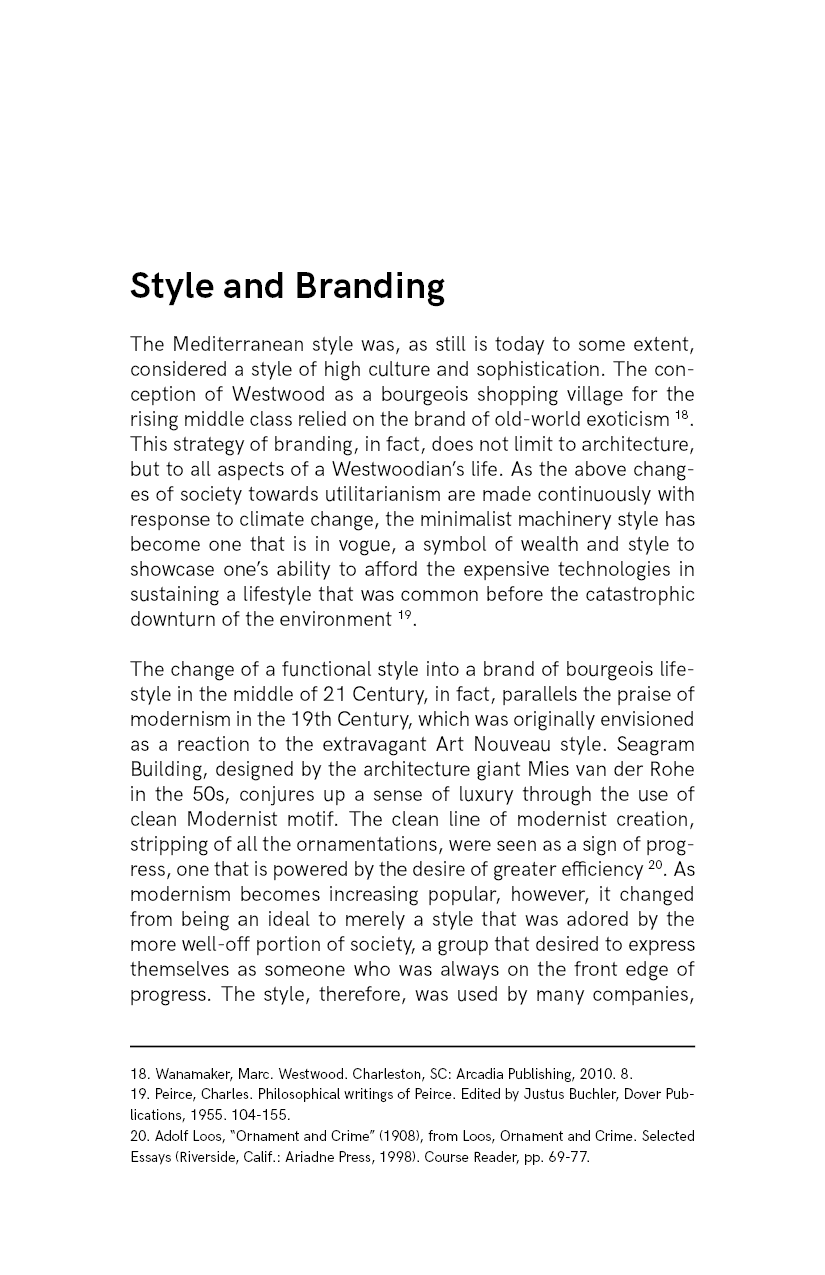 Style and Branding
The Mediterranean style was, as still is today to some extent,
considered a style of high culture and sophistication. The con-
ception of Westwood as a bourgeois shopping village for the
rising middle class relied on the brand of old-world exoticism 18.
This strategy of branding, in fact, does not limit to architecture,
but to all aspects of a Westwoodian's life. As the above chang-
es of society towards utilitarianism are made continuously with
response to climate change, the minimalist machinery style has
become one that is in vogue, a symbol of wealth and style to
showcase one's ability to afford the expensive technologies in
sustaining a lifestyle that was common before the catastrophic
downturn of the environment 19.
The change of a functional style into a brand of bourgeois life-
style in the middle of 21 Century, in fact, parallels the praise of
modernism in the 19th Century, which was originally envisioned
as a reaction to the extravagant Art Nouveau style. Seagram
Building, designed by the architecture giant Mies van der Rohe
in the 50s, conjures up a sense of luxury through the use of
clean Modernist motif. The clean line of modernist creation,
stripping of all the ornamentations, were seen as a sign of prog-
ress, one that is powered by the desire of greater efficiency 20. As
modernism becomes increasing popular, however, it changed
from being an ideal to merely a style that was adored by the
more well-off portion of society, a group that desired to express
themselves as someone who was always on the front edge of
progress. The style, therefore, was used by many companies,
18. Wanamaker, Marc. Westwood. Charleston, SC: Arcadia Publishing, 2010. 8.
19. Peirce, Charles. Philosophical writings of Peirce. Edited by Justus Buchler, Dover Pub-
lications, 1955. 104-155.
20. Adolf Loos, “Ornament and Crime” (1908), from Loos, Ornament and Crime. Selected
Essays (Riverside, Calif.: Ariadne Press, 1998). Course Reader, pp. 69-77.